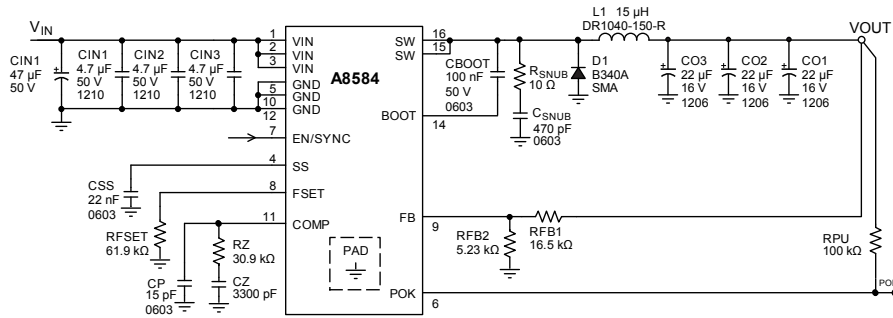 L1 15 µH
DR1040-150-R
VIN
VOUT
CIN1
47 µF
50 V
CIN1
4.7 µF
50 V
1210
CIN2
4.7 µF
50 V
1210
CIN3
4.7 µF
50 V
1210
1
2
3
5
10
12
7
4
8
11
VIN
VIN
VIN
GND
GND
GND
EN/SYNC
SS
FSET
COMP
A8584
PAD
SW
SW
BOOT
FB
POK
16
15
14
9
6
CBOOT
100 nF
50 V
0603
RSNUB
10 Ω
CSNUB
470 pF
0603
D1
B340A
SMA
CO3
22 µF
16 V
1206
CO2
22 µF
16 V
1206
CO1
22 µF
16 V
1206
CSS
22 nF
0603
RFSET
61.9 kΩ
CP
15 pF
0603
RZ
30.9 kΩ
CZ
3300 pF
RFB2
5.23 kΩ
RFB1
16.5 kΩ
RPU
100 kΩ